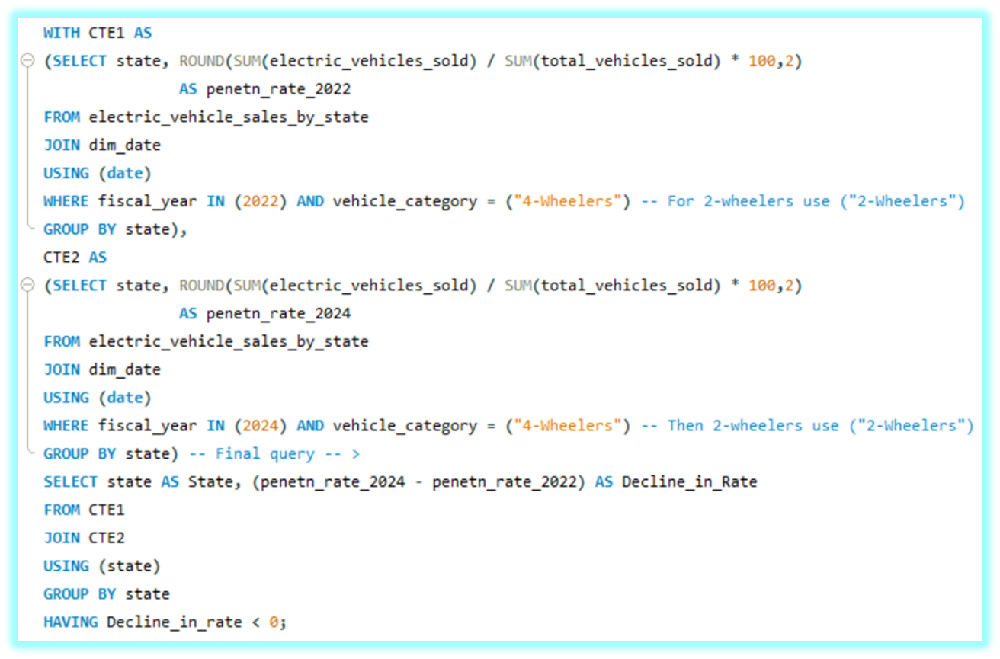 WITH CTE1 AS
(SELECT state, ROUND(SUM(electric_vehicles_sold) / SUM(total_vehicles_sold) * 100,2)
AS penetn_rate_2022
FROM electric_vehicle_sales_by_state
JOIN dim_date
USING (date)
WHERE fiscal_year IN (2022) AND vehicle_category = ("4-Wheelers") -- For 2-wheelers use ("2-Wheelers")
GROUP BY state),
CTE2 AS
(SELECT state, ROUND(SUM(electric_vehicles_sold) / SUM(total_vehicles_sold) * 100,2)
AS penetn_rate_2024
FROM electric_vehicle_sales_by_state
JOIN dim_date
USING (date)
WHERE fiscal_year IN (2024) AND vehicle_category = ("4-Wheelers") -- Then 2-wheelers use ("2-Wheelers")
GROUP BY state) -- Final query -- >
SELECT state AS State, (penetn_rate_2024 - penetn_rate_2022) AS Decline_in_Rate
FROM CTE1
JOIN CTE2
USING (state)
GROUP BY state
HAVING Decline_in_rate < 0;